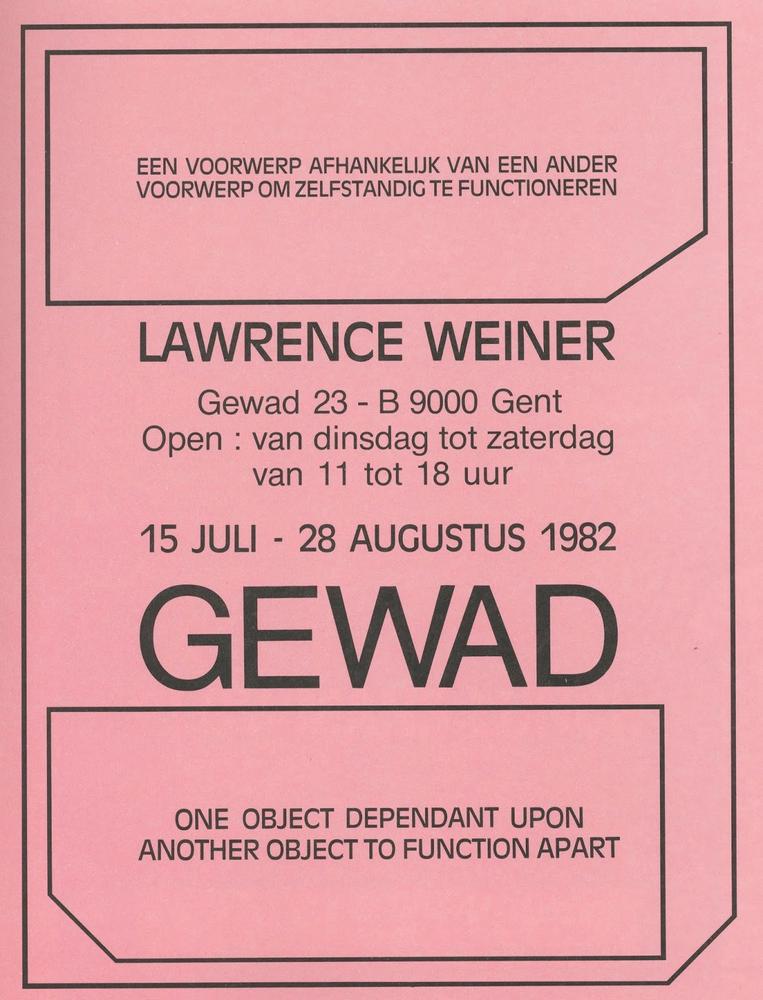 EEN VOORWERP AFHANKELIJK VAN EEN ANDER
VOORWERP OM ZELFSTANDIG TE FUNCTIONEREN
LAWRENCE WEINER
Gewad 23 - B 9000 Gent
Open : van dinsdag tot zaterdag
van 11 tot 18 uur
15 JULI - 28 AUGUSTUS 1982
GEWAD
ONE OBJECT DEPENDANT UPON
ANOTHER OBJECT TO FUNCTION APART